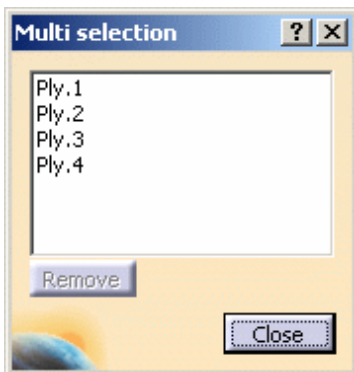 Multi selection
Ply.1
Ply.2
Ply.3
Ply.4
Remove
Close